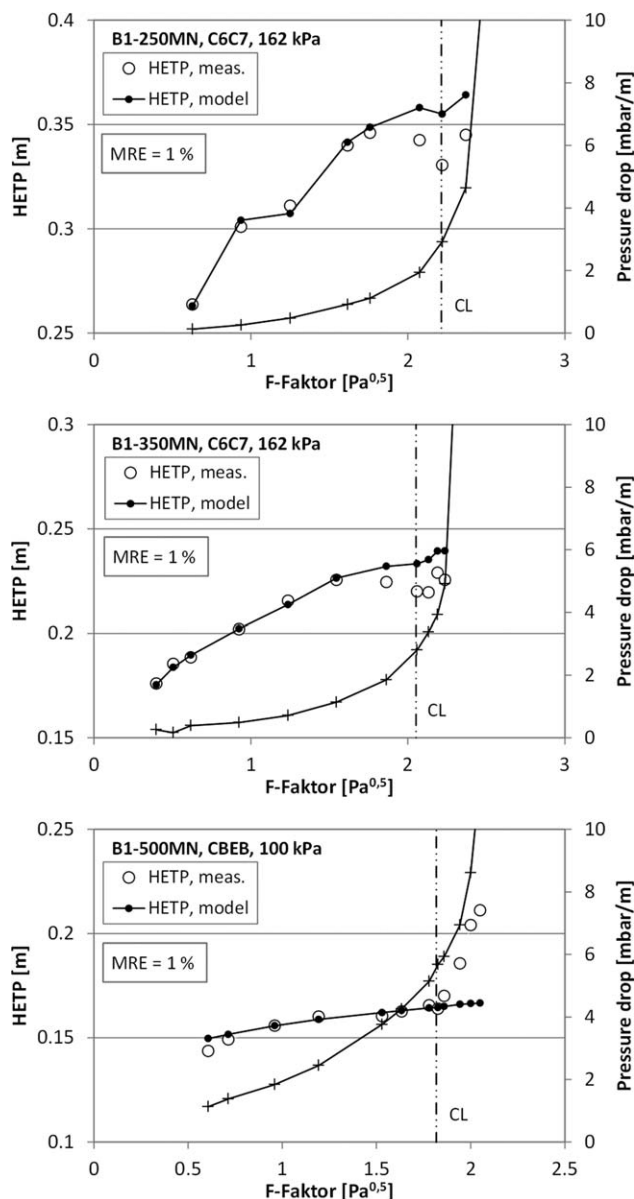 B1-250MN, C6C7, 162 kPa
HETP, meas.
HETP, model
MRE = 1 %
CL
0.4
0.35
0.3
0.25
HETP [m]
10
8
6
4
2
0
Pressure drop [mbar/m]
0 1 2 3
F-Faktor [Pa^0,5]
B1-350MN, C6C7, 162 kPa
HETP, meas.
HETP, model
MRE = 1 %
CL
0.3
0.25
0.2
0.15
HETP [m]
10
8
6
4
2
0
Pressure drop [mbar/m]
0 1 2 3
F-Faktor [Pa^0,5]
B1-500MN, CBEB, 100 kPa
HETP, meas.
HETP, model
MRE = 1 %
CL
0.25
0.2
0.15
0.1
HETP [m]
10
8
6
4
2
0
Pressure drop [mbar/m]
0 0.5 1 1.5 2 2.5
F-Faktor [Pa^0,5]